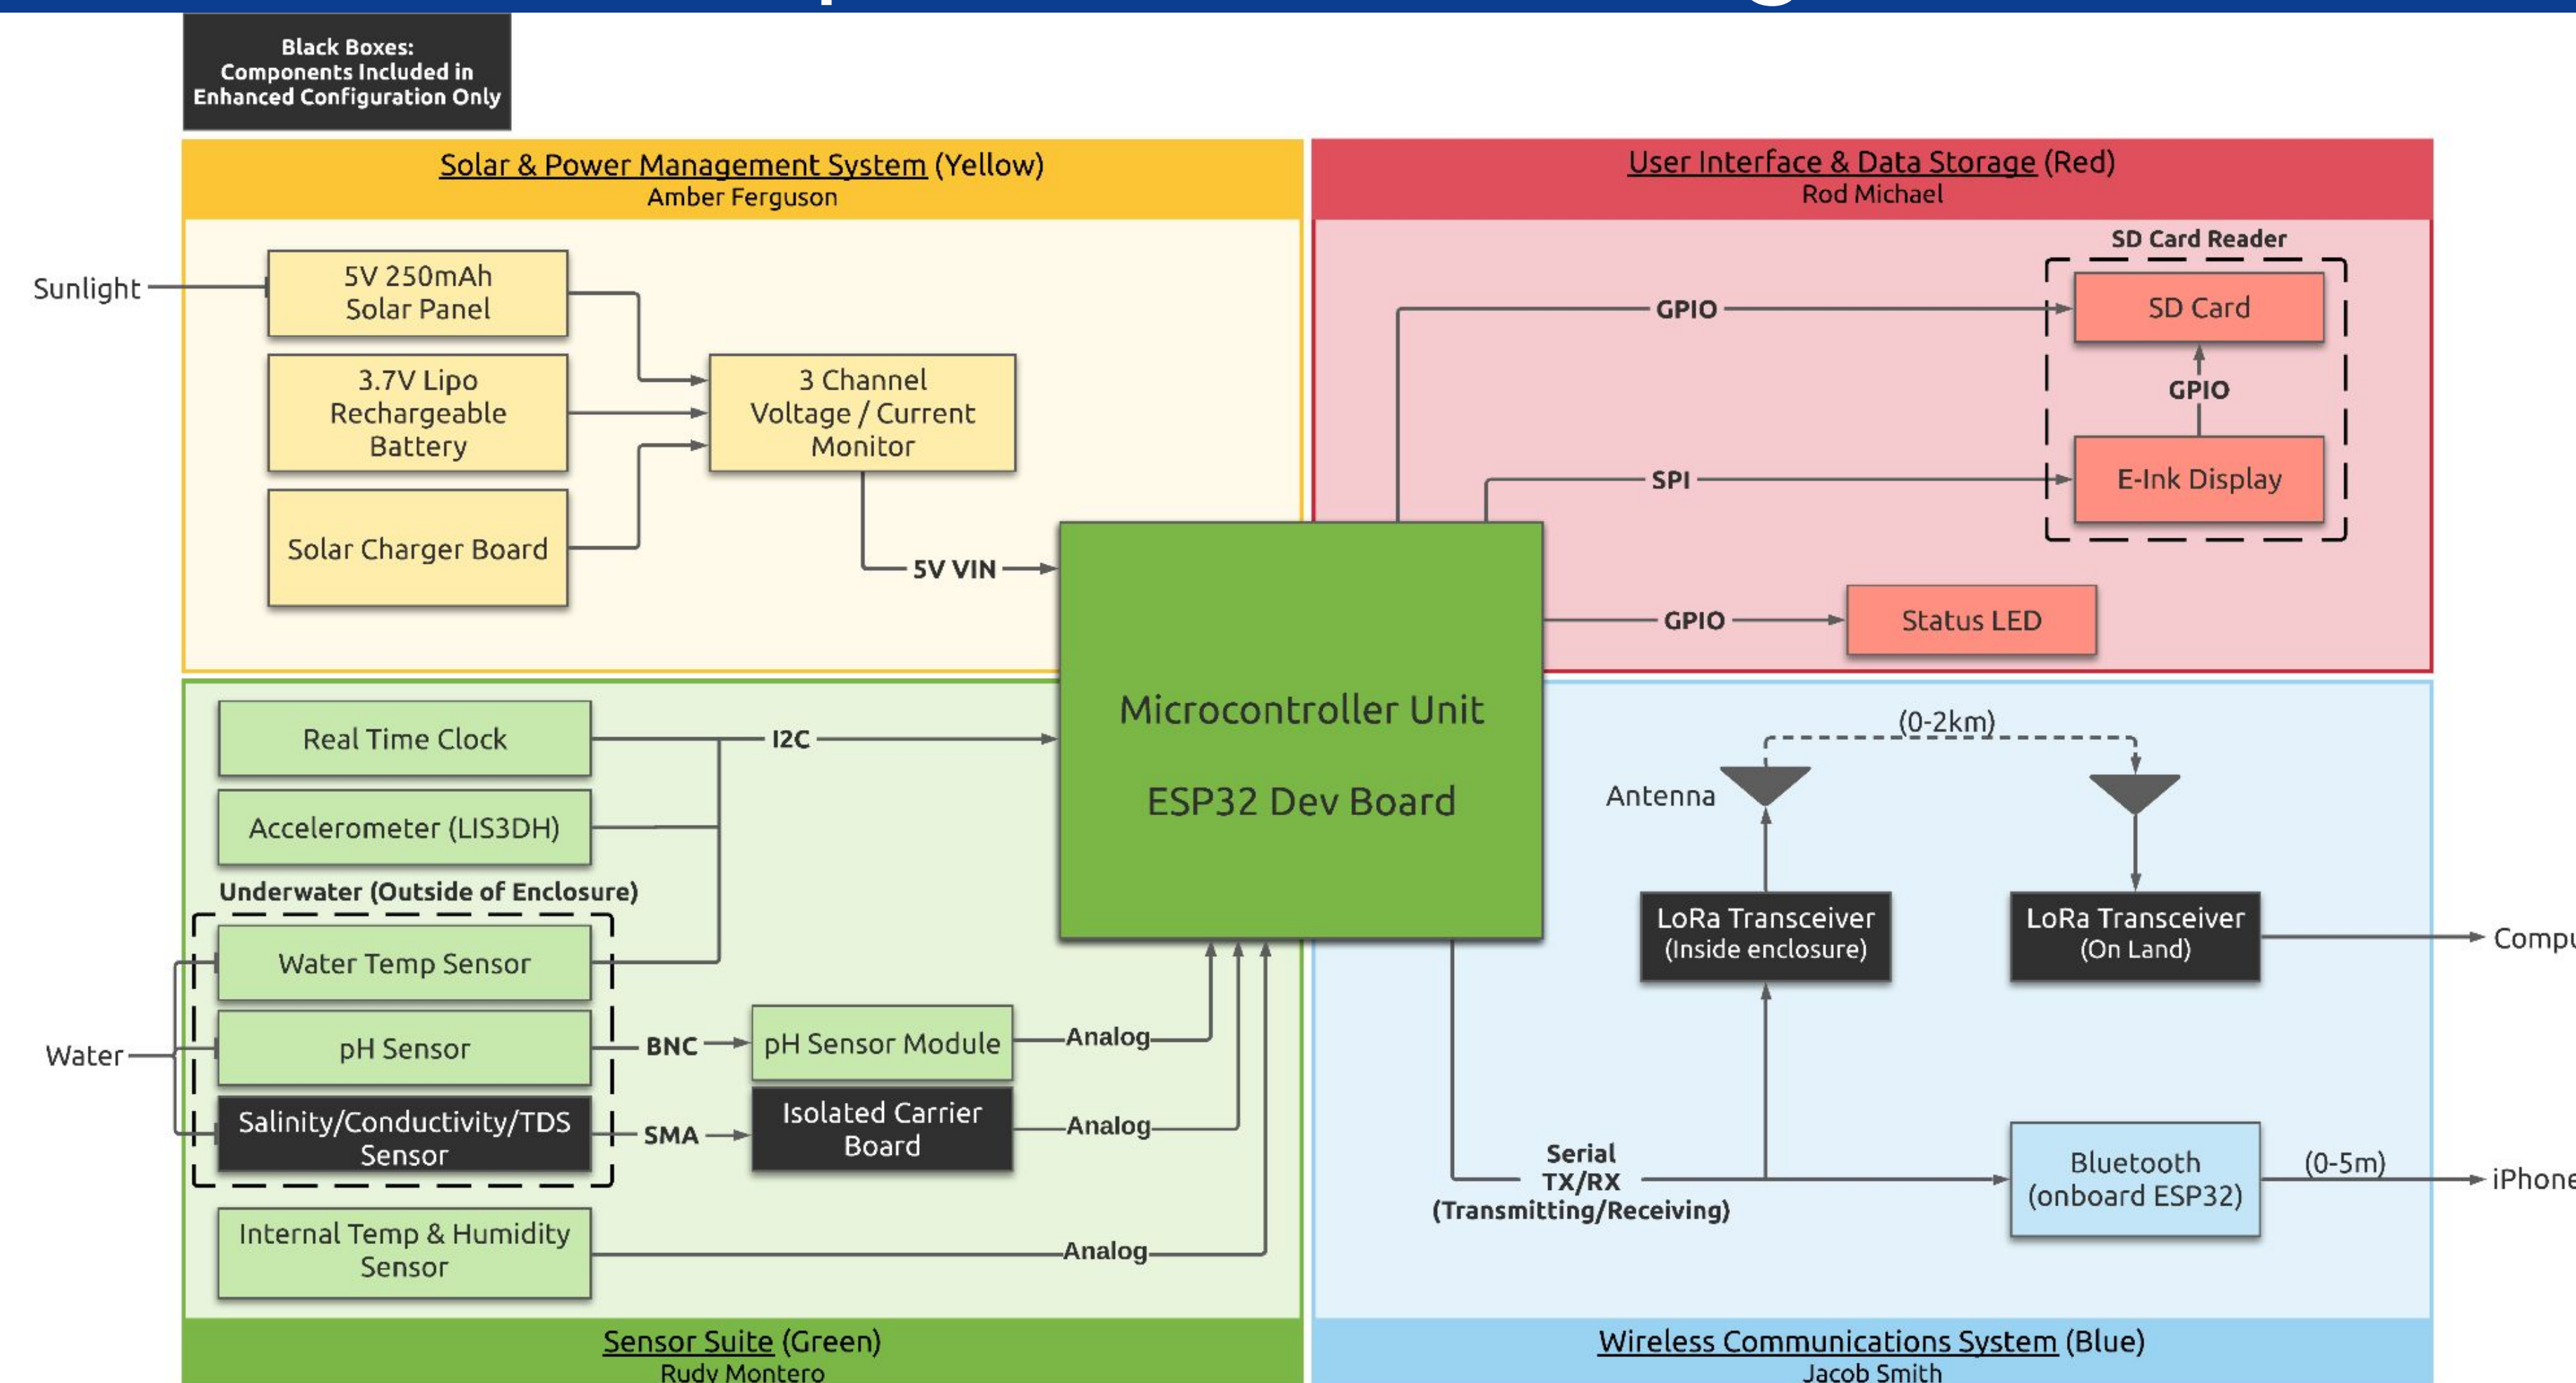 Black Boxes:
Components Included in
Enhanced Configuration Only
Solar & Power Management System (Yellow)
Amber Ferguson
Sunlight
5V 250mAh
Solar Panel
3.7V Lipo
Rechargeable
Battery
Solar Charger Board
3 Channel
Voltage / Current
Monitor
5V VIN
User Interface & Data Storage (Red)
Rod Michael
SD Card Reader
GPIO
SD Card
GPIO
SPI
E-Ink Display
GPIO
Status LED
Microcontroller Unit
ESP32 Dev Board
Real Time Clock
I2C
Accelerometer (LIS3DH)
Underwater (Outside of Enclosure)
Water Temp Sensor
Water
pH Sensor
BNC
pH Sensor Module
Analog
Salinity/Conductivity/TDS
Sensor
SMA
Isolated Carrier
Board
Analog
Internal Temp & Humidity
Sensor
Analog
Sensor Suite (Green)
Rudy Montero
(0-2km)
Antenna
LoRa Transceiver
(Inside enclosure)
LoRa Transceiver
(On Land)
Compu
Serial
TX/RX
(Transmitting/Receiving)
Bluetooth
(onboard ESP32)
(0-5m)
iPhone
Wireless Communications System (Blue)
Jacob Smith